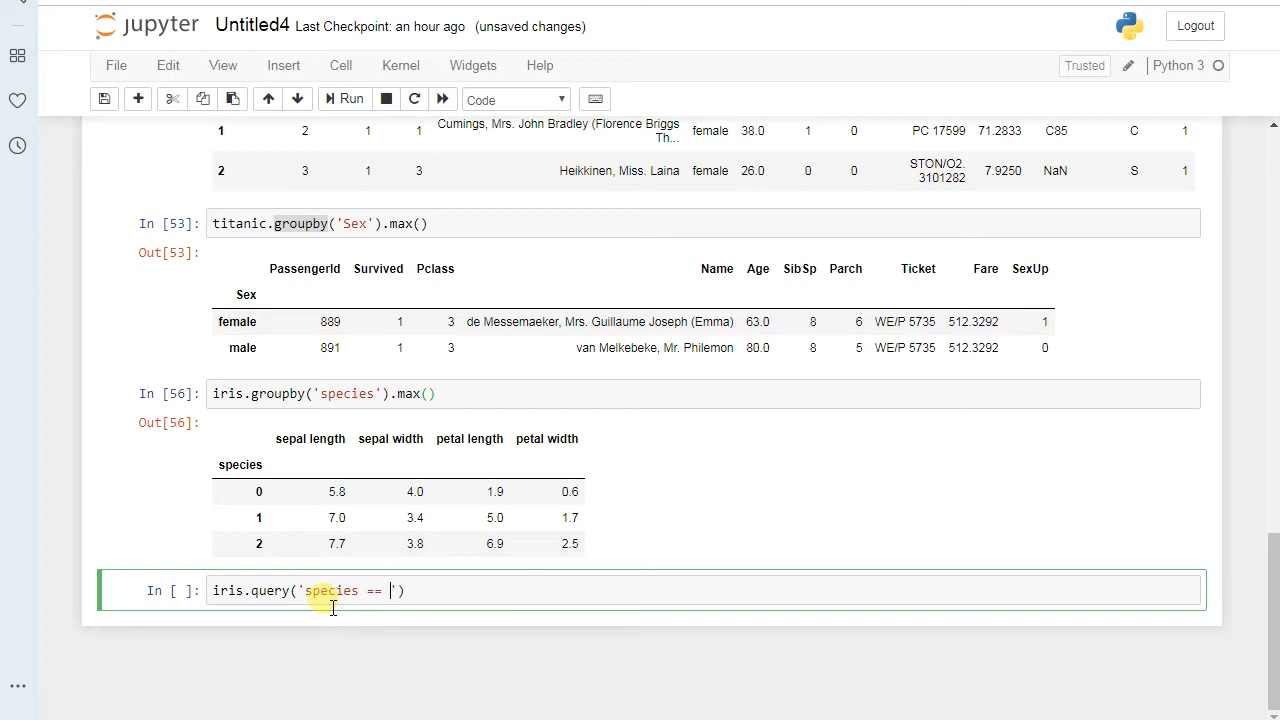 jupyter Untitled4 Last Checkpoint: an hour ago (unsaved changes) Logout
File Edit View Insert Cell Kernel Widgets Help Trusted Python 3
Run Code
1 2 1 1 Cumings, Mrs. John Bradley (Florence Briggs Th... female 38.0 1 0 PC 17599 71.2833 C85 C 1
2 3 1 3 Heikkinen, Miss. Laina female 26.0 0 0 STON/O2. 3101282 7.9250 NaN S 1
In [53]: titanic.groupby('Sex').max()
Out[53]:
PassengerId Survived Pclass Name Age SibSp Parch Ticket Fare SexUp
Sex
female 889 1 3 de Messemaeker, Mrs. Guillaume Joseph (Emma) 63.0 8 6 WE/P 5735 512.3292 1
male 891 1 3 van Melkebeke, Mr. Philemon 80.0 8 5 WE/P 5735 512.3292 0
In [56]: iris.groupby('species').max()
Out[56]:
sepal length sepal width petal length petal width
species
0 5.8 4.0 1.9 0.6
1 7.0 3.4 5.0 1.7
2 7.7 3.8 6.9 2.5
In [ ]: iris.query('species == ')